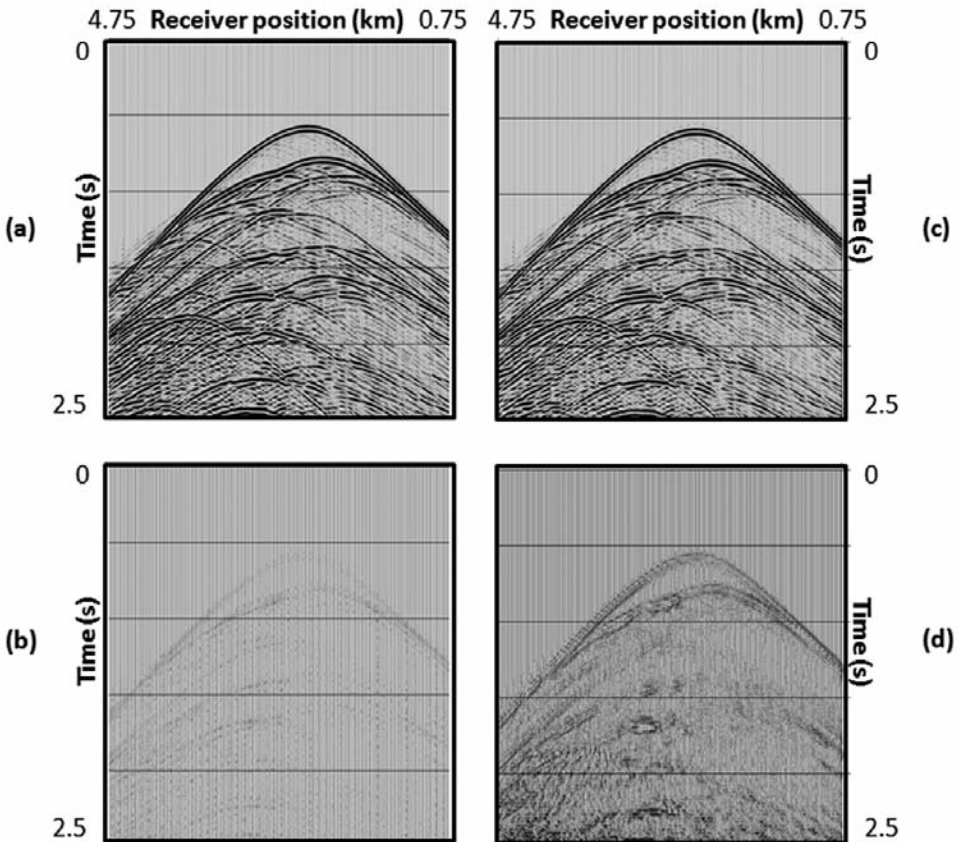 4.75 Receiver position (km) 0.75
4.75 Receiver position (km) 0.75
0
0
Time (s)
Time (s)
(a)
(c)
2.5
2.5
0
0
Time (s)
Time (s)
(b)
(d)
2.5
2.5